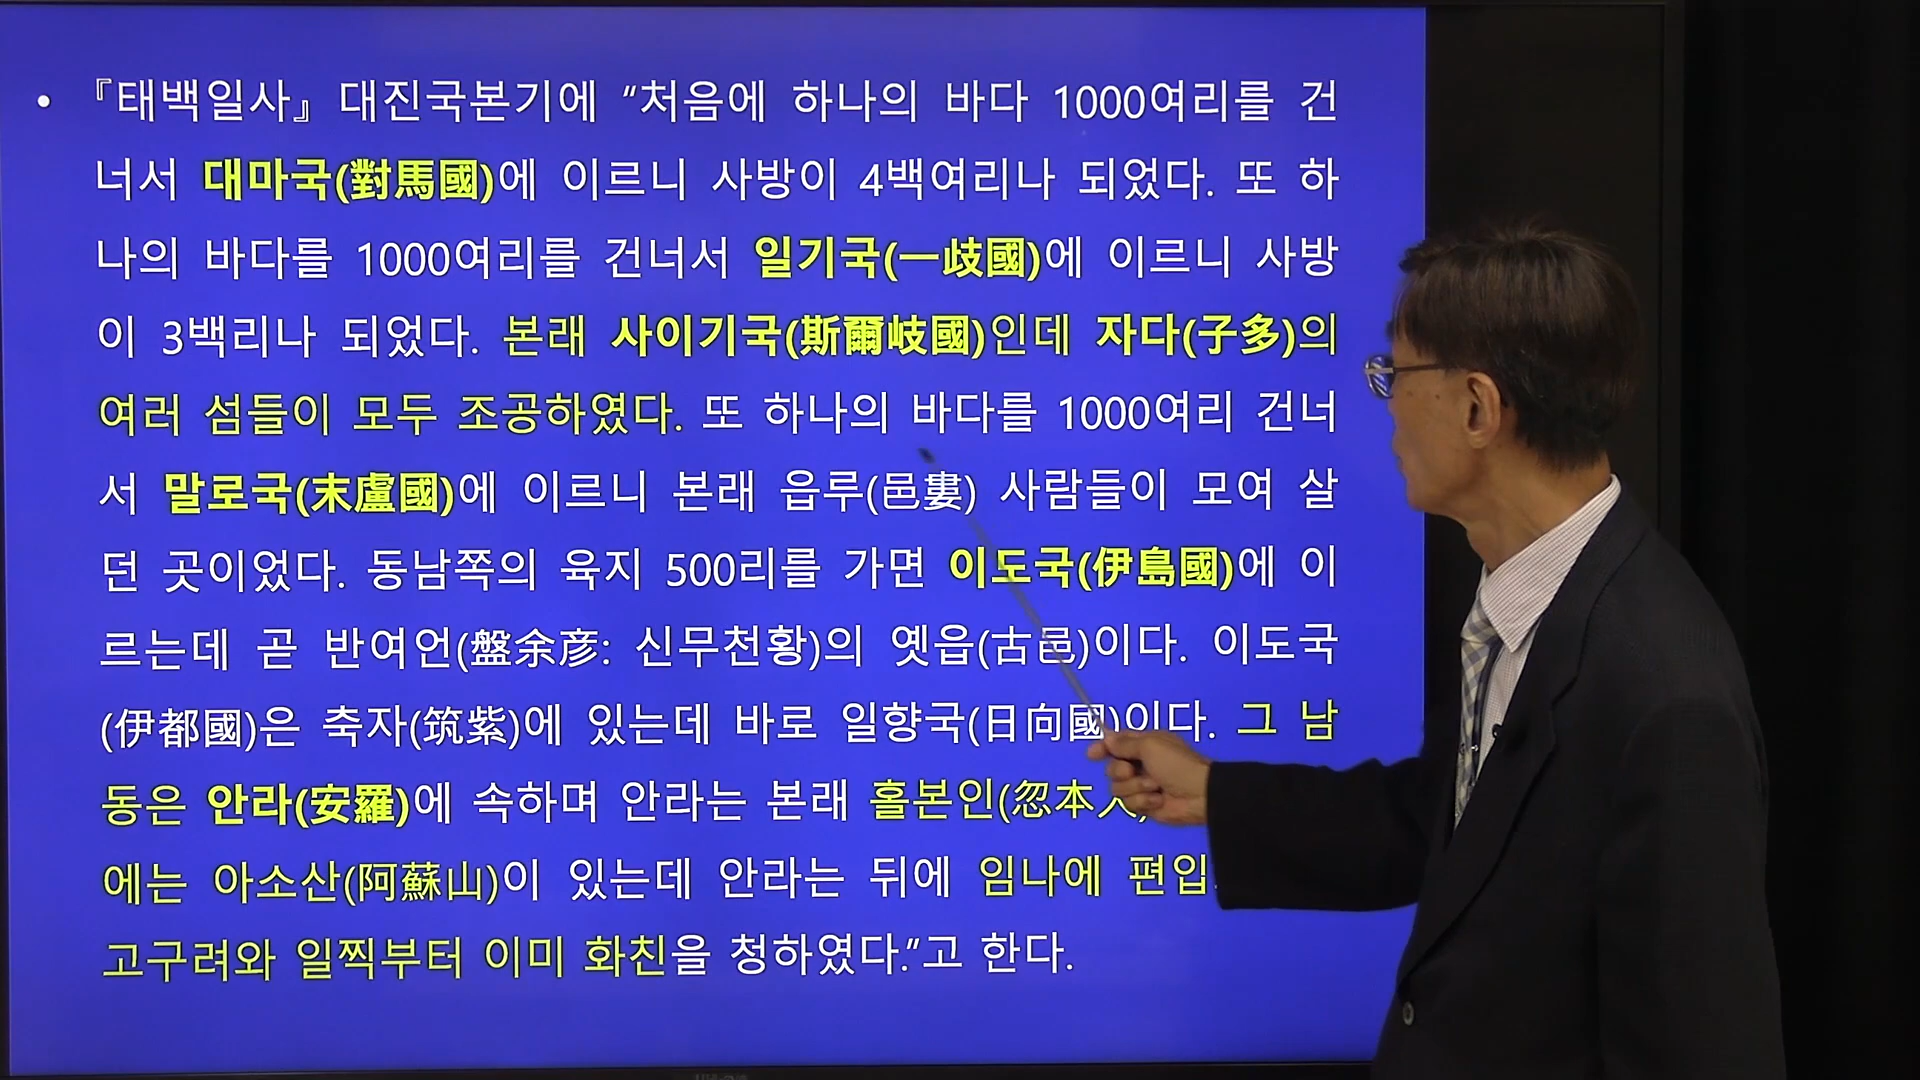 • 『태백일사』 대진국본기에 “처음에 하나의 바다 1000여리를 건
너서 대마국(對馬國)에 이르니 사방이 4백여리나 되었다. 또 하
나의 바다를 1000여리를 건너서 일기국(一歧國)에 이르니 사방
이 3백리나 되었다. 본래 사이기국(斯爾岐國)인데 자다(子多)의
여러 섬들이 모두 조공하였다. 또 하나의 바다를 1000여리 건너
서 말로국(末盧國)에 이르니 본래 읍루(邑婁) 사람들이 모여 살
던 곳이었다. 동남쪽의 육지 500리를 가면 이도국(伊島國)에 이
르는데 곧 반여언(盤余彦: 신무천황)의 옛읍(古邑)이다. 이도국
(伊都國)은 축자(筑紫)에 있는데 바로 일향국(日向國)이다. 그 남
동은 안라(安羅)에 속하며 안라는 본래 홀본인(忽本人)
에는 아소산(阿蘇山)이 있는데 안라는 뒤에 임나에 편입
고구려와 일찍부터 이미 화친을 청하였다.”고 한다.